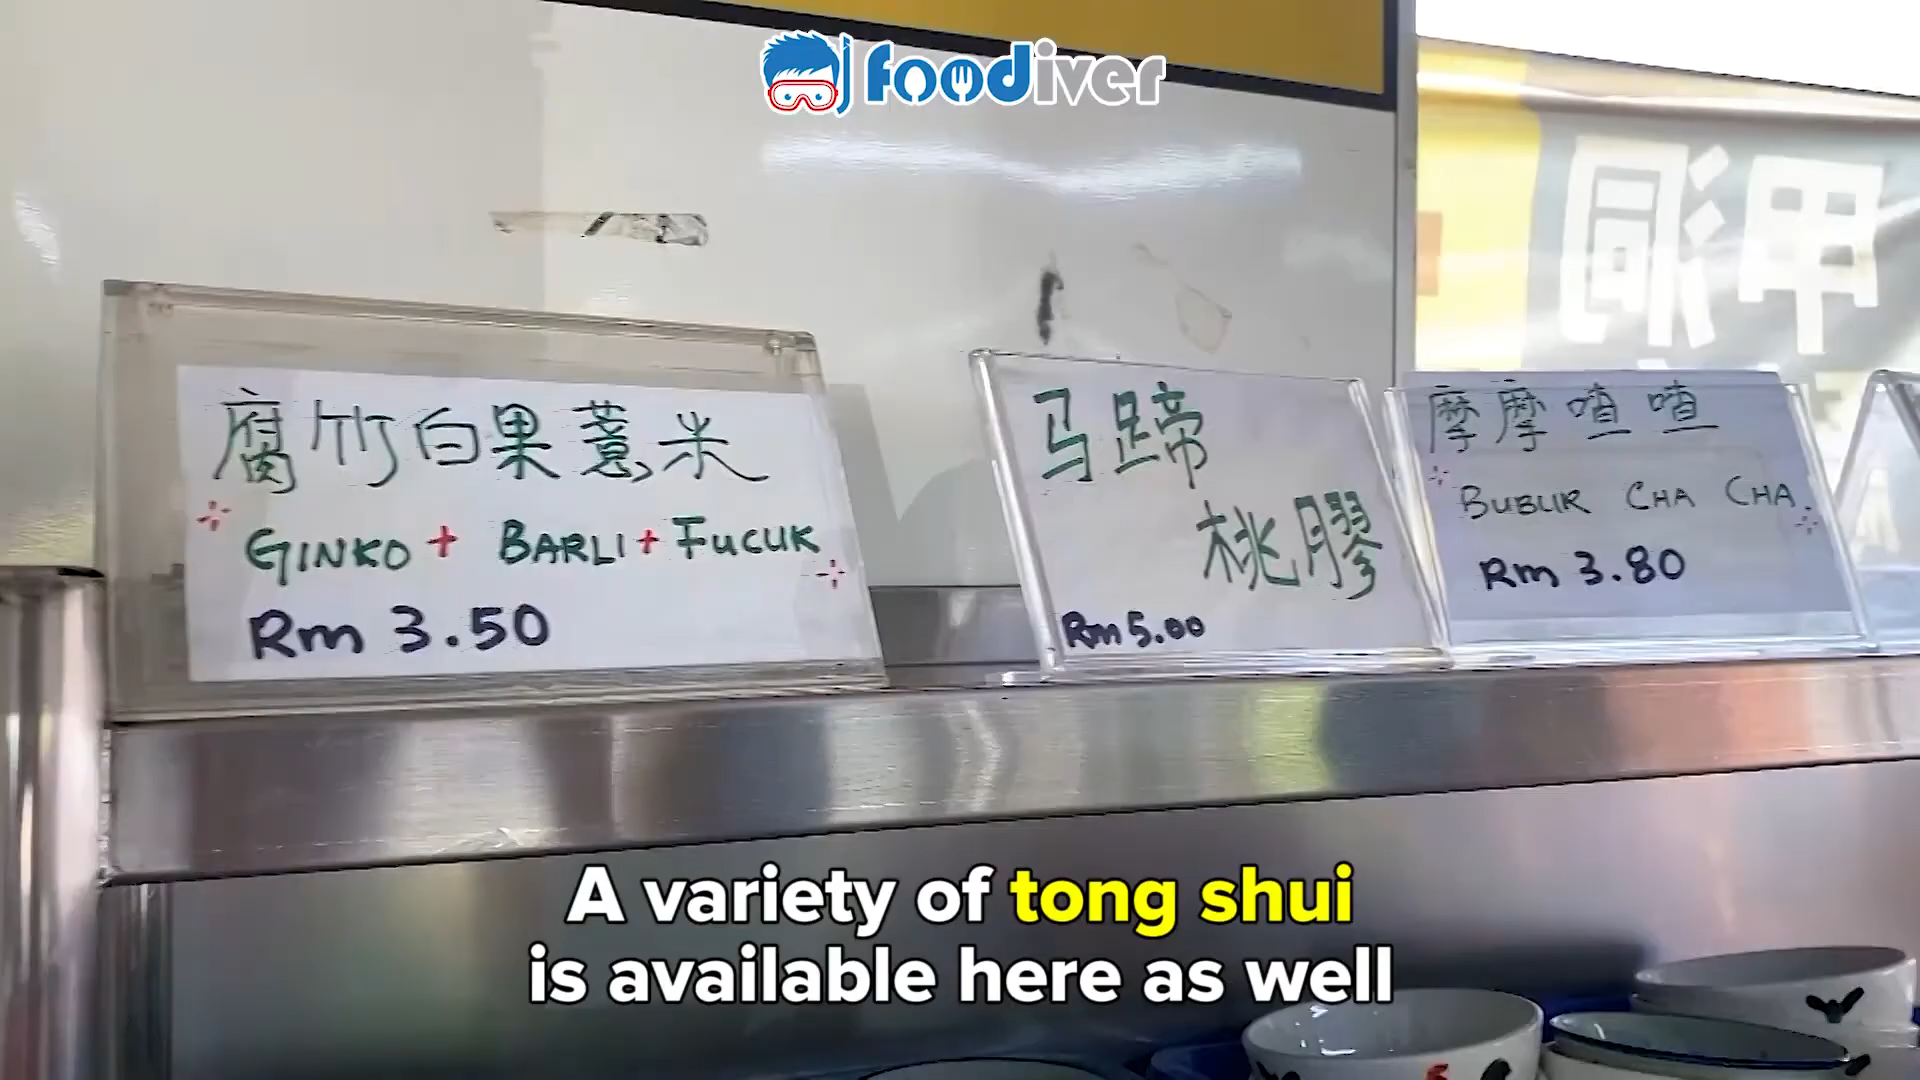 foodiver
腐竹白果薏米
GINKO + BARLI + FUCUK
Rm 3.50
马蹄
桃膠
Rm 5.00
摩摩喳喳
BUBUR CHA CHA
Rm 3.80
A variety of tong shui
is available here as well